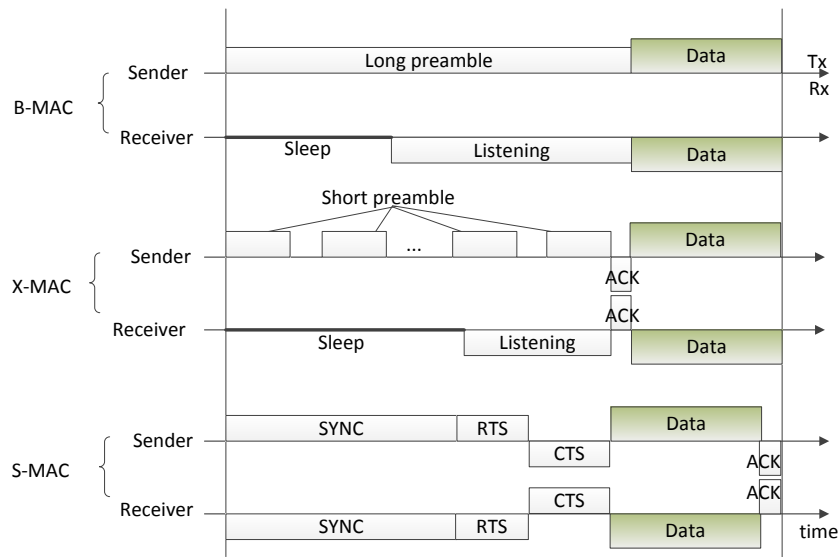 Long preamble
Data
Tx
Sender
Rx
B-MAC
Receiver
Sleep
Listening
Data
Short preamble
...
Data
Sender
ACK
X-MAC
ACK
Receiver
Sleep
Listening
Data
SYNC
RTS
Data
Sender
CTS
ACK
S-MAC
CTS
ACK
Receiver
SYNC
RTS
Data
time